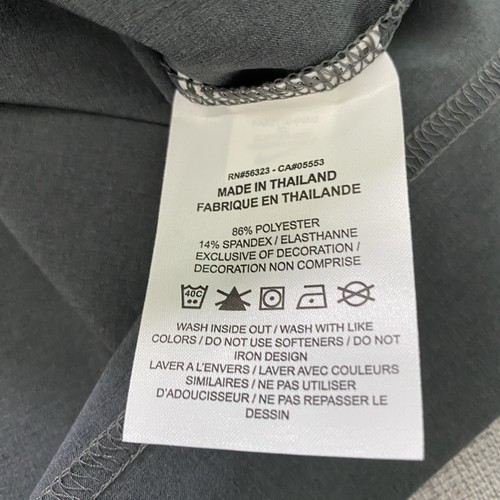 RN#56323 - CA#05553
MADE IN THAILAND
FABRIQUE EN THAILANDE
86% POLYESTER
14% SPANDEX / ELASTHANNE
EXCLUSIVE OF DECORATION /
DECORATION NON COMPRISE
40C
WASH INSIDE OUT / WASH WITH LIKE
COLORS / DO NOT USE SOFTENERS / DO NOT
IRON DESIGN
LAVER A L'ENVERS / LAVER AVEC COULEURS
SIMILAIRES / NE PAS UTILISER
D'ADOUCISSEUR / NE PAS REPASSER LE
DESSIN